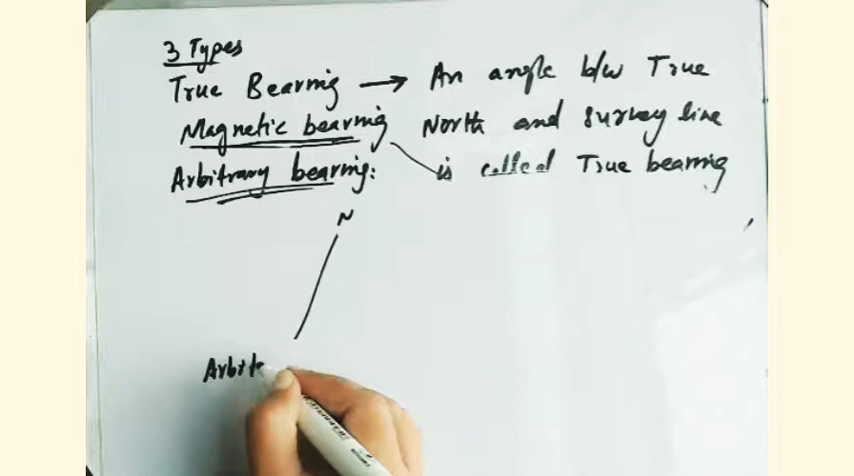 3 Types
True Bearing → An angle b/w True
Magnetic bearing North and survey line
Arbitrary bearing: is called True bearing
N
Arbit